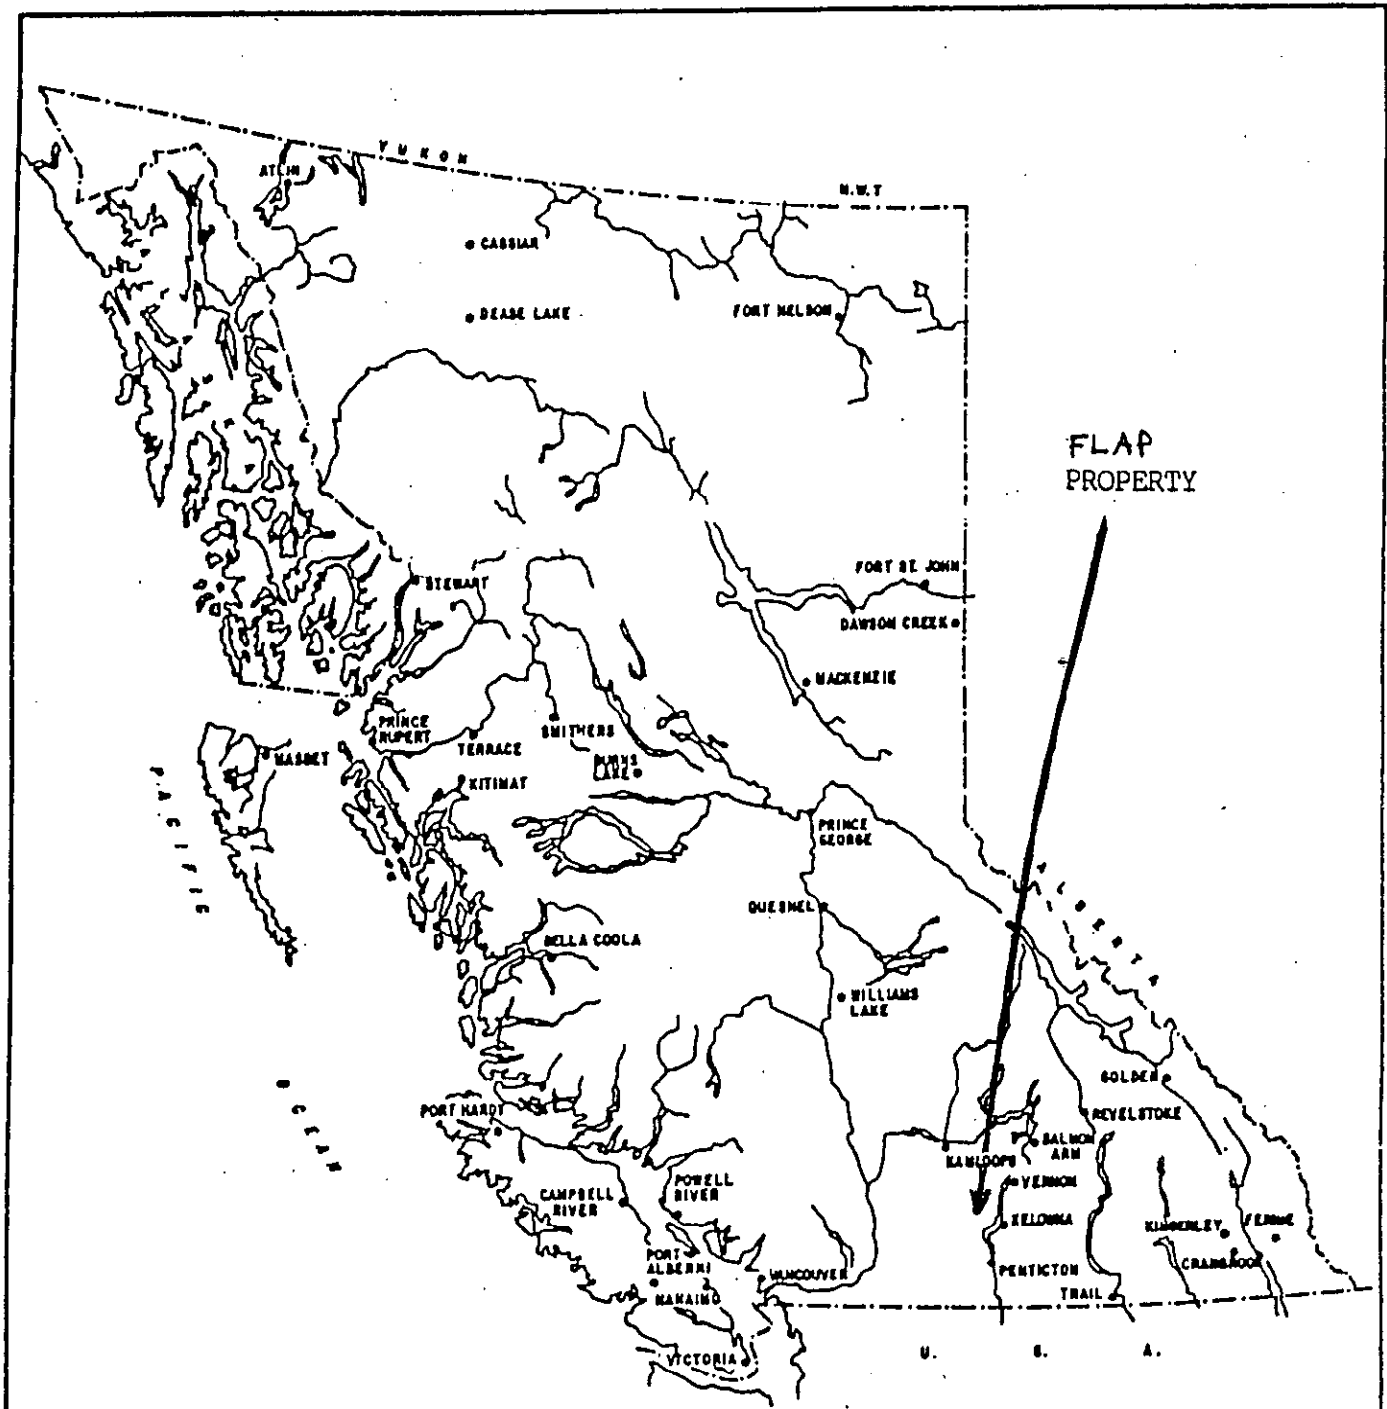 YUKON
ATLIN
N.W.T
CASSIAR
DEASE LAKE
FORT NELSON
FLAP
PROPERTY
FORT ST. JOHN
STEWART
DAWSON CREEK
MACKENZIE
PRINCE
RUPERT
SMITHERS
TERRACE
MASSET
BURNS
LAKE
KITIMAT
PACIFIC
PRINCE
GEORGE
ALBERTA
QUESNEL
BELLA COOLA
WILLIAMS
LAKE
OCEAN
GOLDEN
PORT HARDY
REVELSTOKE
SALMON
ARM
KAMLOOPS
POWELL
RIVER
VERNON
CAMPBELL
RIVER
KELOWNA
KIMBERLEY
FERNIE
PORT
ALBERNI
CRANBROOK
PENTICTON
VANCOUVER
NANAIMO
TRAIL
VICTORIA
U. S. A.